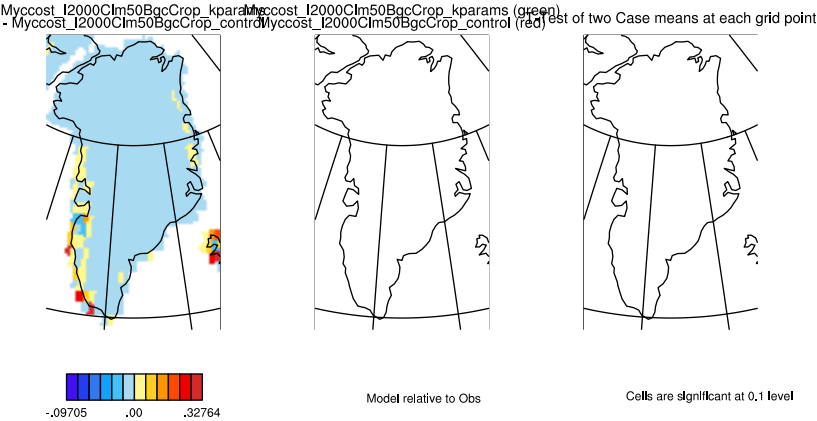 Myccost_I2000Clm50BgcCrop_kparams
- Myccost_I2000Clm50BgcCrop_control
Myccost_I2000Clm50BgcCrop_kparams (green)
Myccost_I2000Clm50BgcCrop_control (red)
T-Test of two Case means at each grid point
-.09705 .00 .32764
Model relative to Obs
Cells are significant at 0.1 level